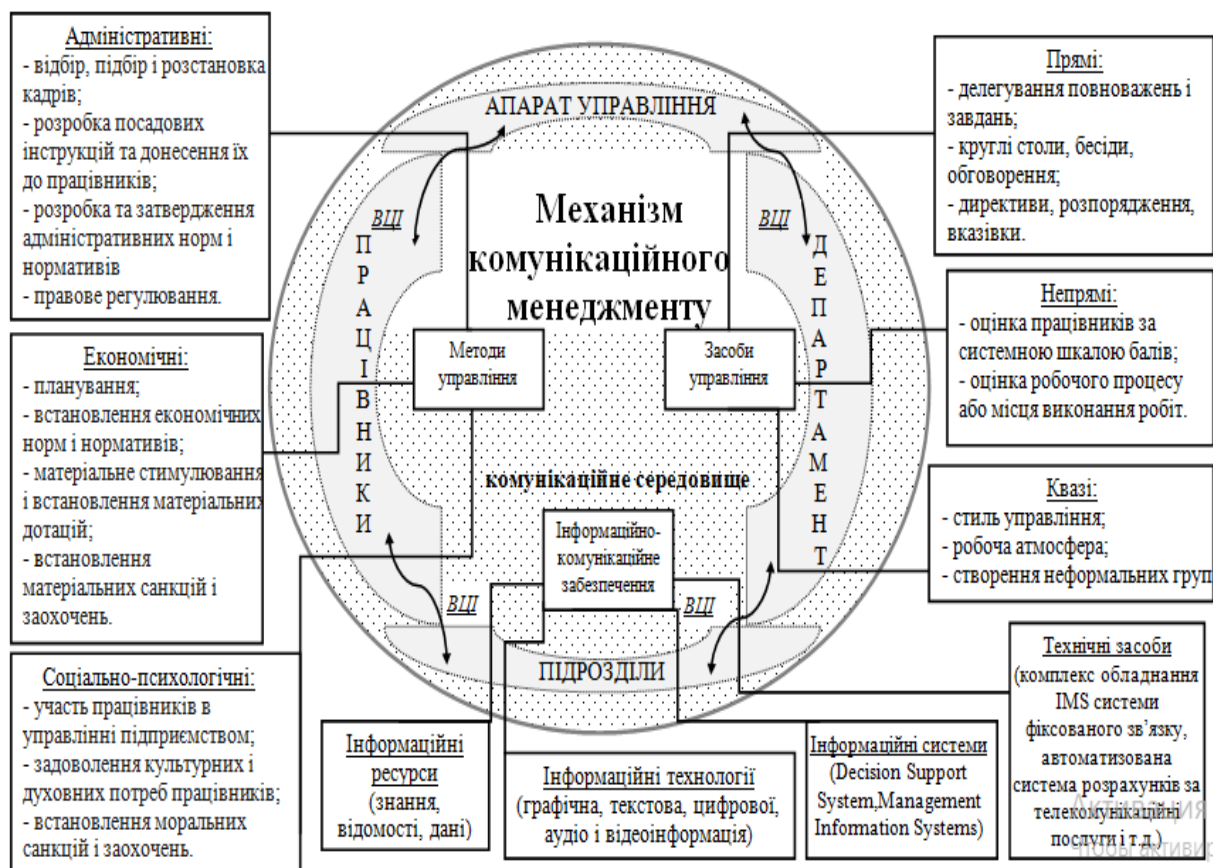 Адміністративні:
- відбір, підбір і розстановка
кадрів;
- розробка посадових
інструкцій та донесення їх
до працівників;
- розробка та затвердження
адміністративних норм і
нормативів
- правове регулювання.
Економічні:
- планування;
- встановлення економічних
норм і нормативів;
- матеріальне стимулювання
і встановлення матеріальних
дотацій;
- встановлення
матеріальних санкцій і
заохочень.
Соціально-психологічні:
- участь працівників в
управлінні підприємством;
- задоволення культурних і
духовних потреб працівників;
- встановлення моральних
санкцій і заохочень.
АПАРАТ УПРАВЛІННЯ
ВЦІ
ВЦІ
ПРАЦІВНИКИ
Механізм
комунікаційного
менеджменту
ДЕПАРТАМЕНТ
Методи
управління
Засоби
управління
комунікаційне середовище
Інформаційно-
комунікаційне
забезпечення
ВЦІ
ВЦІ
ПІДРОЗДІЛИ
Прямі:
- делегування повноважень і
завдань;
- круглі столи, бесіди,
обговорення;
- директиви, розпорядження,
вказівки.
Непрямі:
- оцінка працівників за
системною шкалою балів;
- оцінка робочого процесу
або місця виконання робіт.
Квазі:
- стиль управління;
- робоча атмосфера;
- створення неформальних груп
Інформаційні
ресурси
(знання,
відомості, дані)
Інформаційні технології
(графічна, текстова, цифрової,
аудіо і відеоінформація)
Інформаційні системи
(Decision Support
System,Management
Information Systems)
Технічні засоби
(комплекс обладнання
IMS системи
фіксованого зв’язку,
автоматизована
система розрахунків за
телекомунікаційні
послуги і т.д.)
Активация